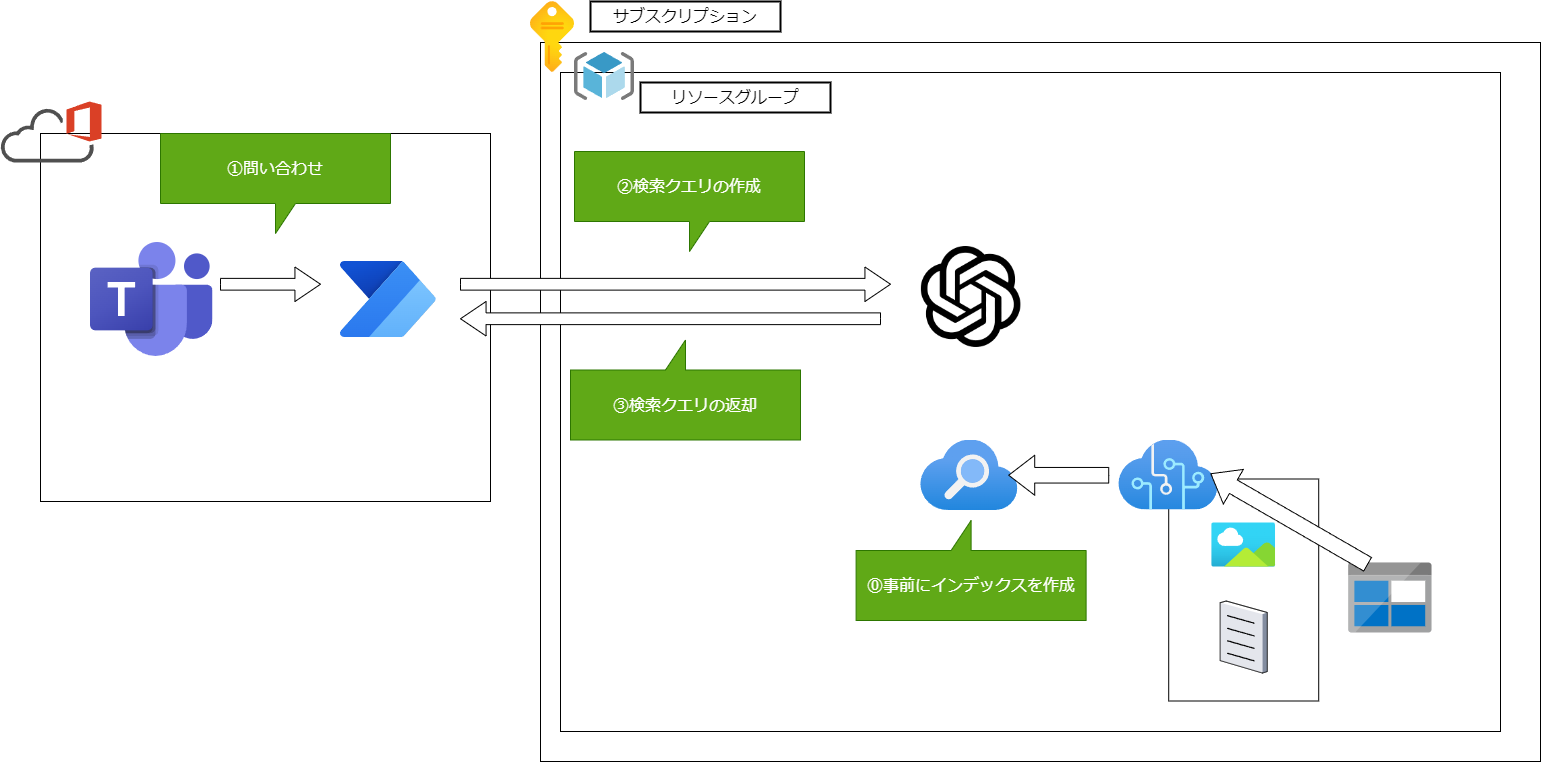 サブスクリプション
リソースグループ
①問い合わせ
②検索クエリの作成
T
③検索クエリの返却
⓪事前にインデックスを作成